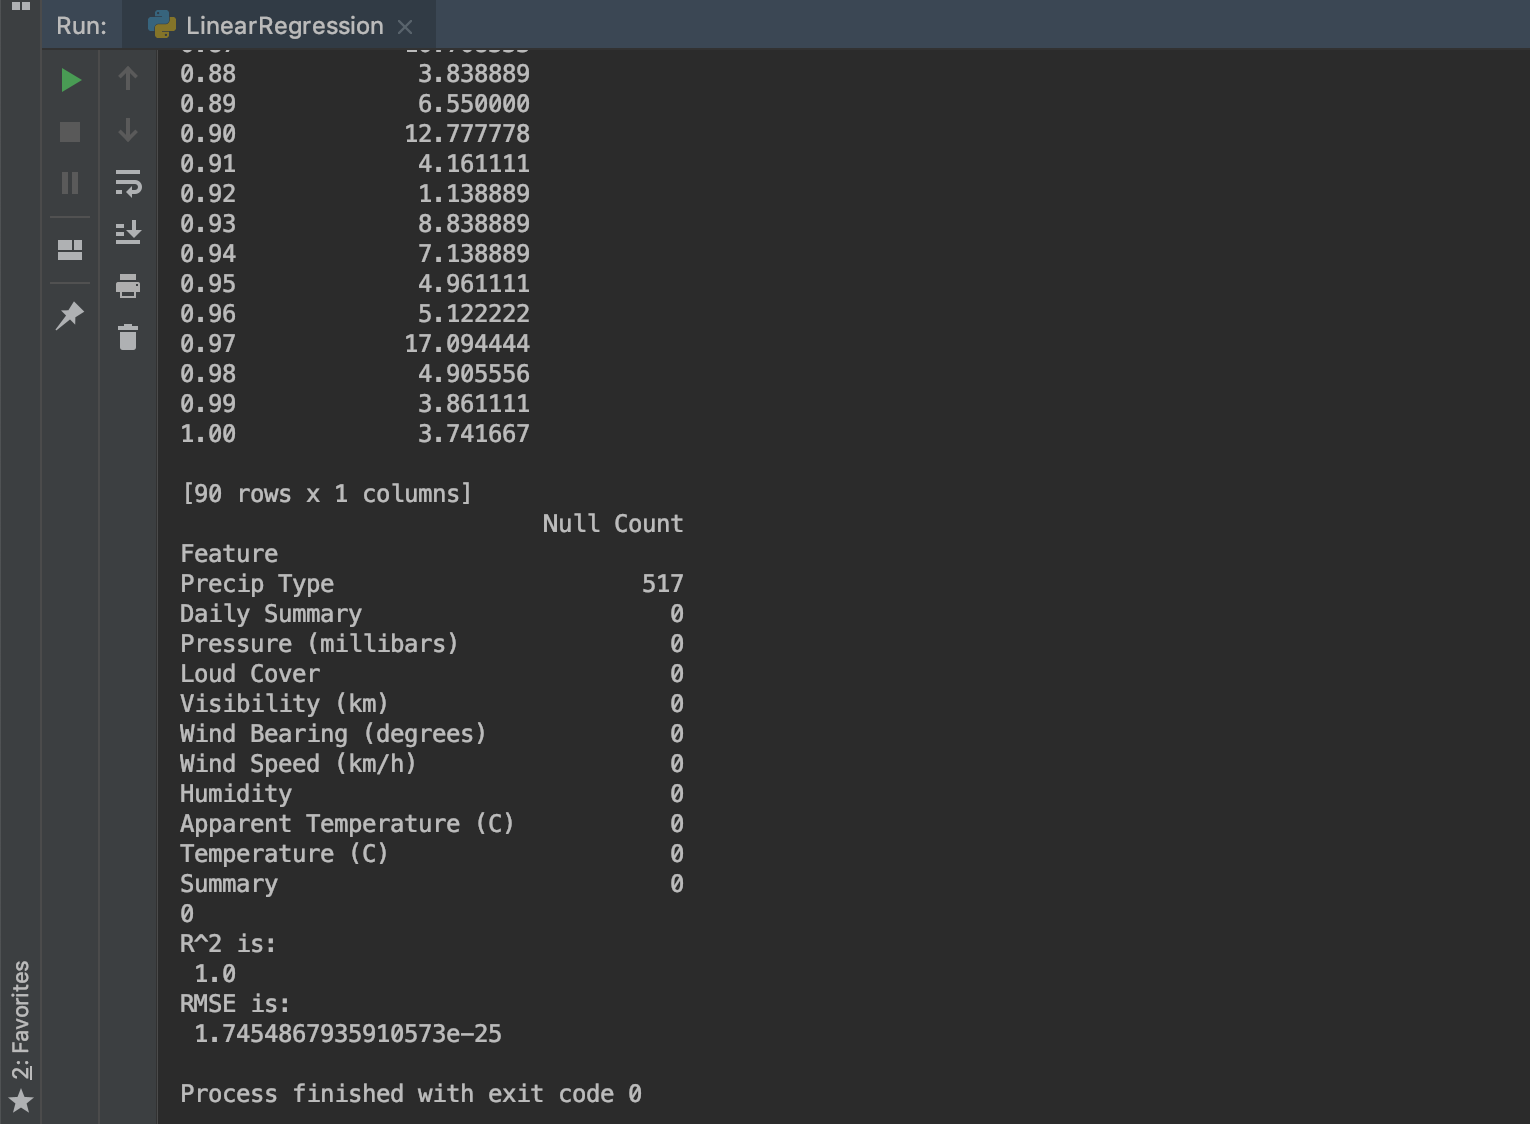 Run: LinearRegression
0.88 3.838889
0.89 6.550000
0.90 12.777778
0.91 4.161111
0.92 1.138889
0.93 8.838889
0.94 7.138889
0.95 4.961111
0.96 5.122222
0.97 17.094444
0.98 4.905556
0.99 3.861111
1.00 3.741667
[90 rows x 1 columns]
Null Count
Feature
Precip Type 517
Daily Summary 0
Pressure (millibars) 0
Loud Cover 0
Visibility (km) 0
Wind Bearing (degrees) 0
Wind Speed (km/h) 0
Humidity 0
Apparent Temperature (C) 0
Temperature (C) 0
Summary 0
0
R^2 is:
1.0
RMSE is:
1.7454867935910573e-25
Process finished with exit code 0
2: Favorites